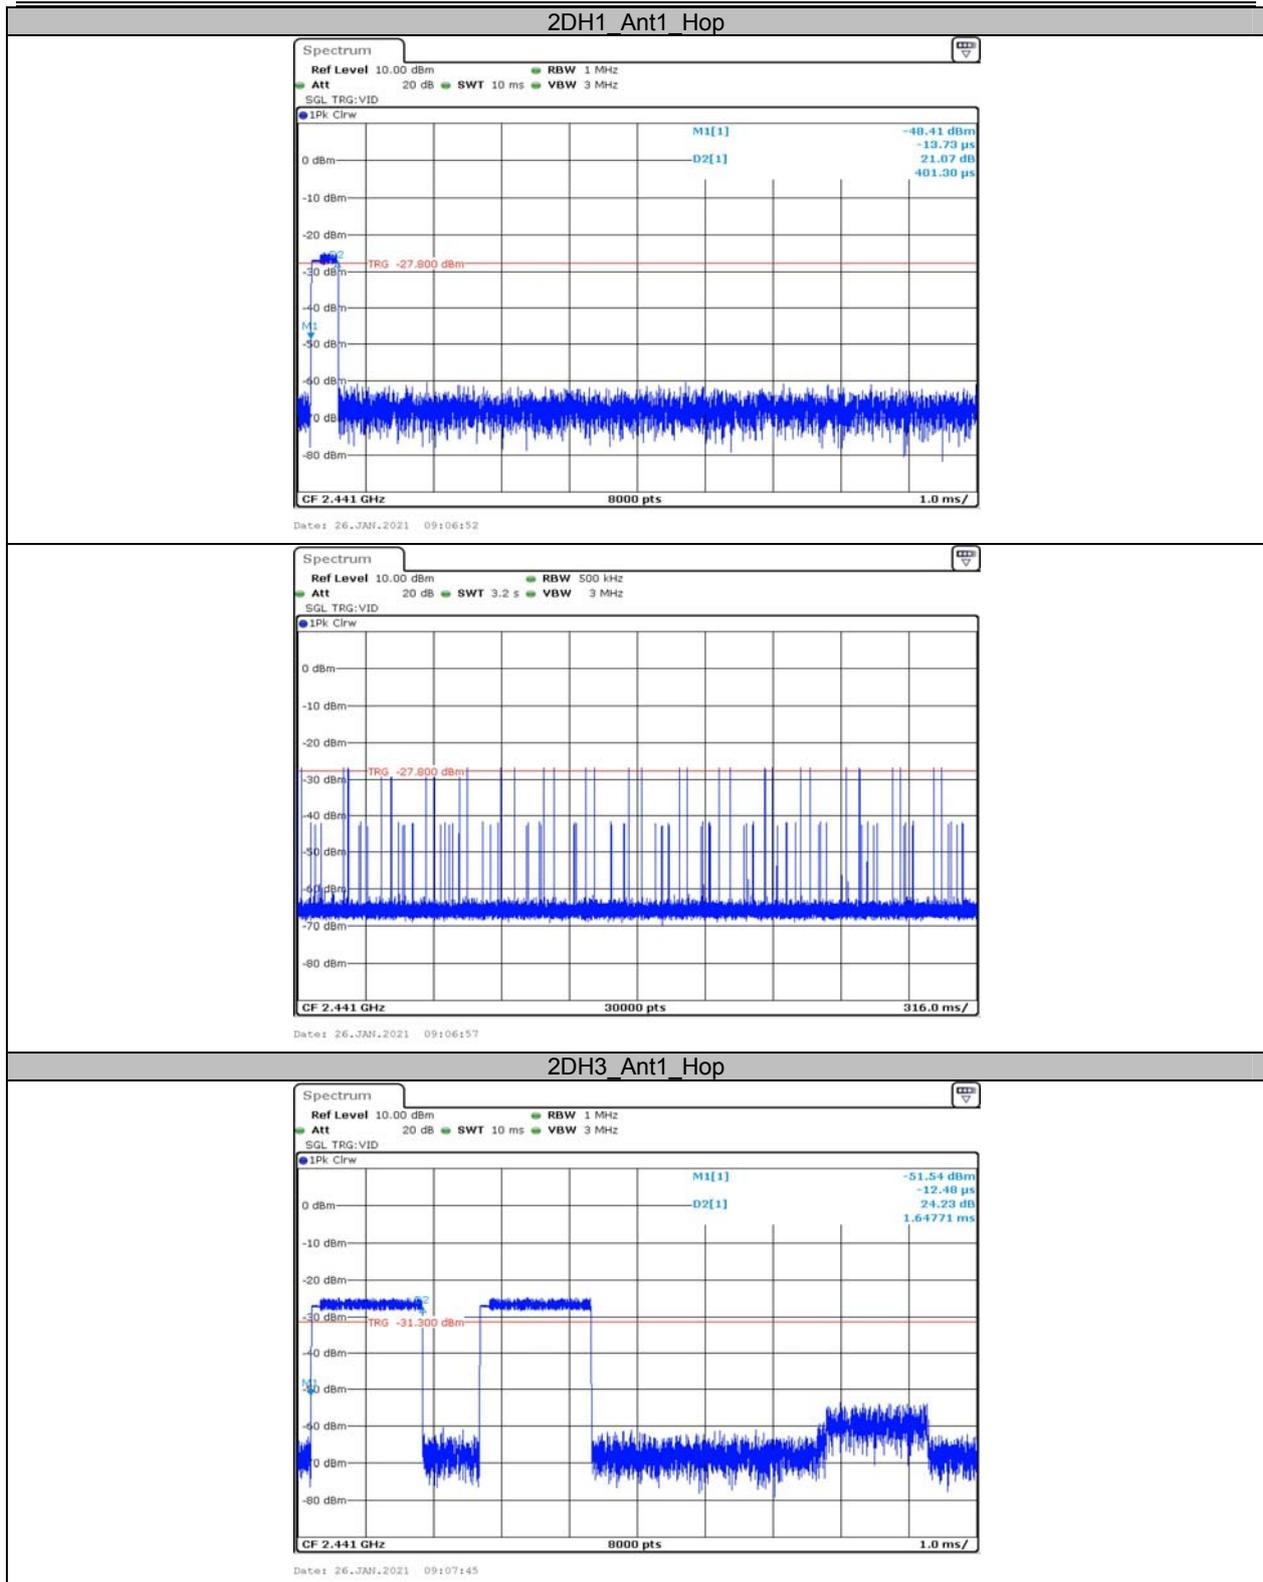 2DH1_Ant1_Hop
Spectrum
Ref Level 10.00 dBm RBW 1 MHz
Att 20 dB SWT 10 ms VBW 3 MHz
SGL TRG:VID
1Pk Clrw
M1[1] -48.41 dBm
-13.73 µs
0 dBm D2[1] 21.07 dB
401.30 µs
-10 dBm
-20 dBm
D2
TRG -27.800 dBm
-30 dBm
-40 dBm
M1
-50 dBm
-60 dBm
-80 dBm
CF 2.441 GHz 8000 pts 1.0 ms/
Date: 26.JAN.2021 09:06:52
Spectrum
Ref Level 10.00 dBm RBW 500 kHz
Att 20 dB SWT 3.2 s VBW 3 MHz
SGL TRG:VID
1Pk Clrw
0 dBm
-10 dBm
-20 dBm
TRG -27.800 dBm
-30 dBm
-40 dBm
-50 dBm
-60 dBm
-70 dBm
-80 dBm
CF 2.441 GHz 30000 pts 316.0 ms/
Date: 26.JAN.2021 09:06:57
2DH3_Ant1_Hop
Spectrum
Ref Level 10.00 dBm RBW 1 MHz
Att 20 dB SWT 10 ms VBW 3 MHz
SGL TRG:VID
1Pk Clrw
M1[1] -51.54 dBm
-12.48 µs
0 dBm D2[1] 24.23 dB
1.64771 ms
-10 dBm
-20 dBm
D2
-30 dBm
TRG -31.300 dBm
-40 dBm
M1
-50 dBm
-60 dBm
-80 dBm
CF 2.441 GHz 8000 pts 1.0 ms/
Date: 26.JAN.2021 09:07:45